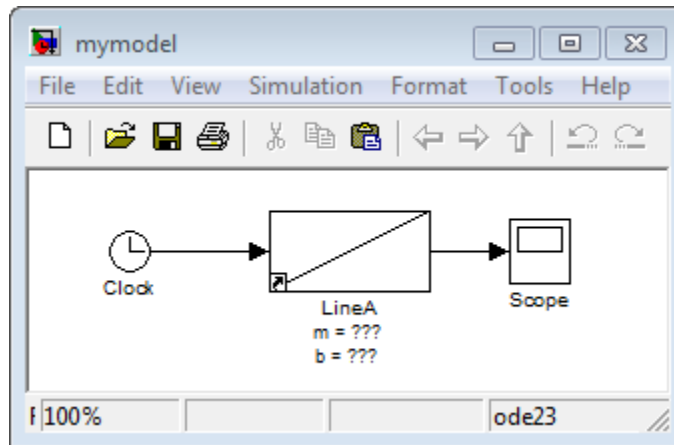 mymodel
File Edit View Simulation Format Tools Help
Clock
LineA
m = ???
b = ???
Scope
100%
ode23